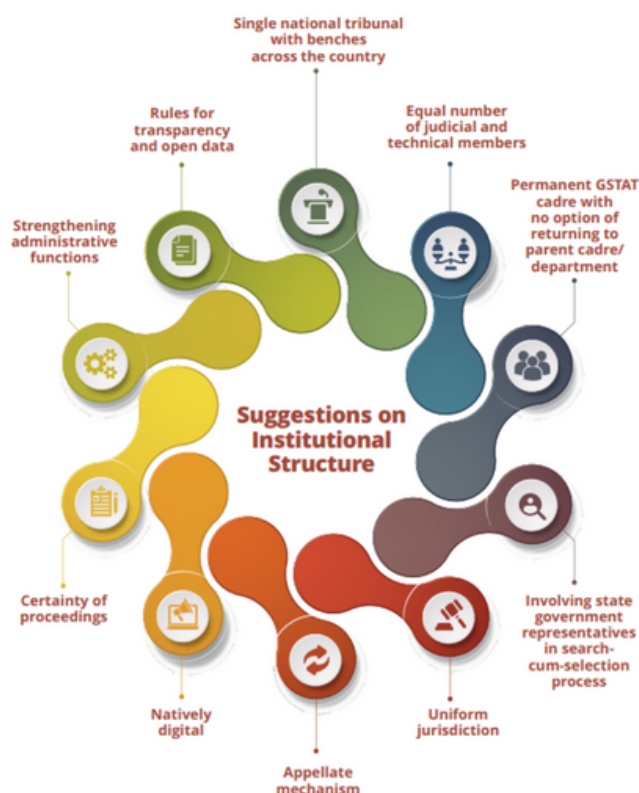 Single national tribunal
with benches
across the country
Equal number
of judicial and
technical members
Permanent GSTAT
cadre with
no option of
returning to
parent cadre/
department
Involving state
government
representatives
in search-
cum-selection
process
Uniform
jurisdiction
Appellate
mechanism
Natively
digital
Certainty of
proceedings
Strengthening
administrative
functions
Rules for
transparency
and open data
Suggestions on
Institutional
Structure